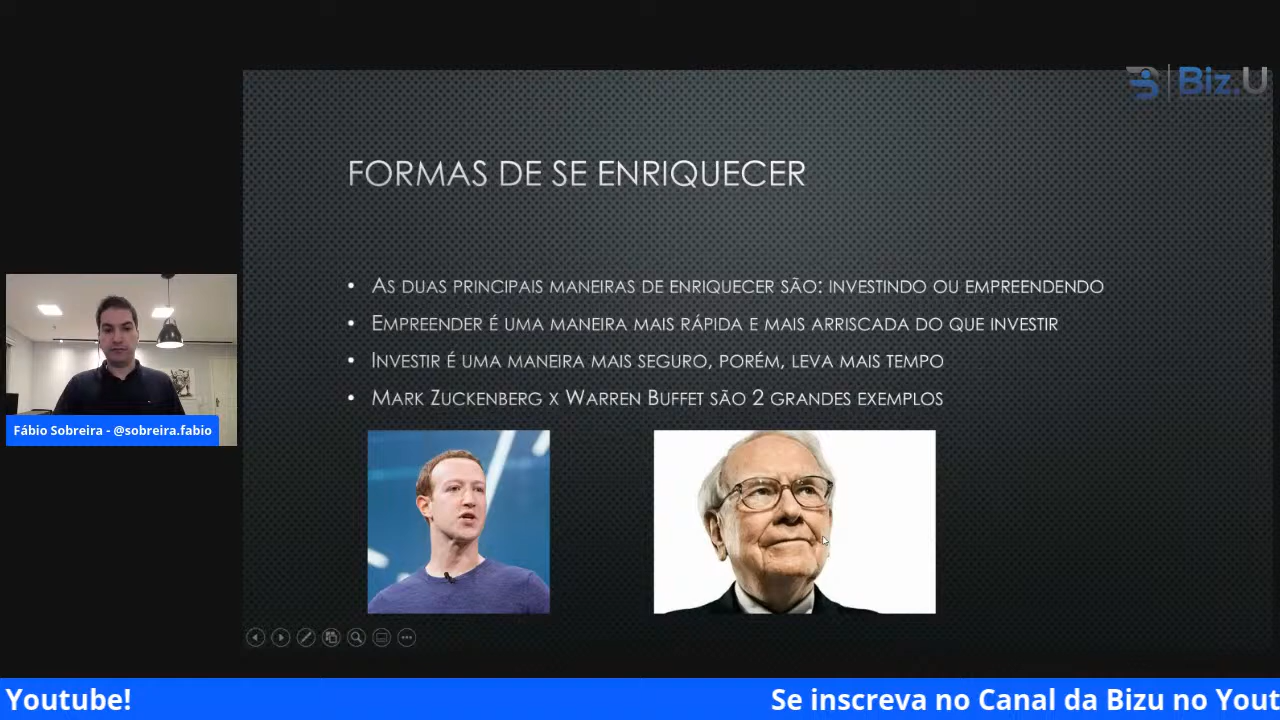 Biz.U
FORMAS DE SE ENRIQUECER
• AS DUAS PRINCIPAIS MANEIRAS DE ENRIQUECER SÃO: INVESTINDO OU EMPREENDENDO
• EMPREENDER É UMA MANEIRA MAIS RÁPIDA E MAIS ARRISCADA DO QUE INVESTIR
• INVESTIR É UMA MANEIRA MAIS SEGURO, PORÉM, LEVA MAIS TEMPO
• MARK ZUCKENBERG X WARREN BUFFET SÃO 2 GRANDES EXEMPLOS
Fábio Sobreira - @sobreira.fabio
Youtube! Se inscreva no Canal da Bizu no Yout